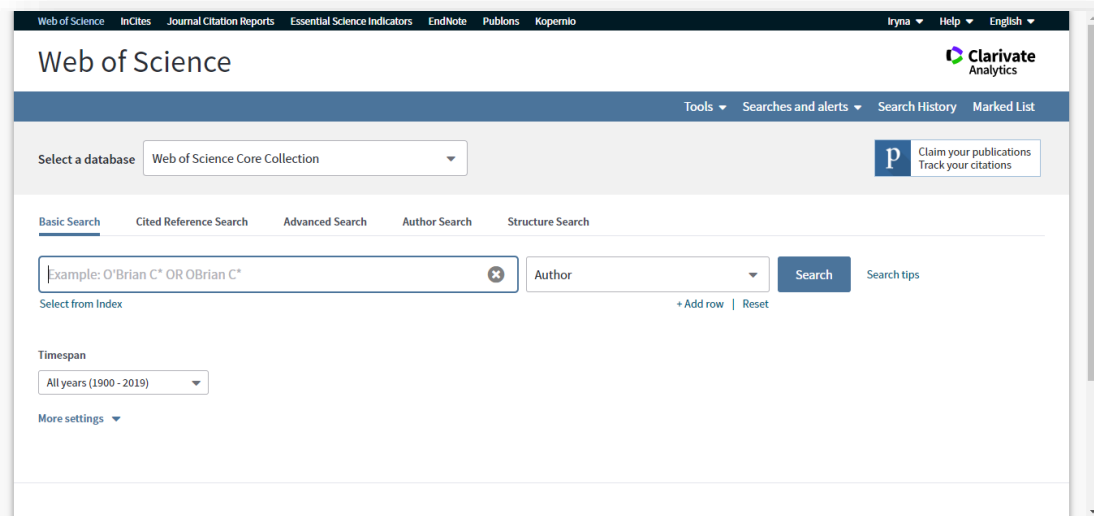 Web of Science InCites Journal Citation Reports Essential Science Indicators EndNote Publons Kopernio Iryna Help English
Web of Science
Clarivate
Analytics
Tools Searches and alerts Search History Marked List
Select a database Web of Science Core Collection
p Claim your publications
Track your citations
Basic Search Cited Reference Search Advanced Search Author Search Structure Search
Example: O'Brian C* OR OBrian C* Author Search Search tips
Select from Index + Add row | Reset
Timespan
All years (1900 - 2019)
More settings